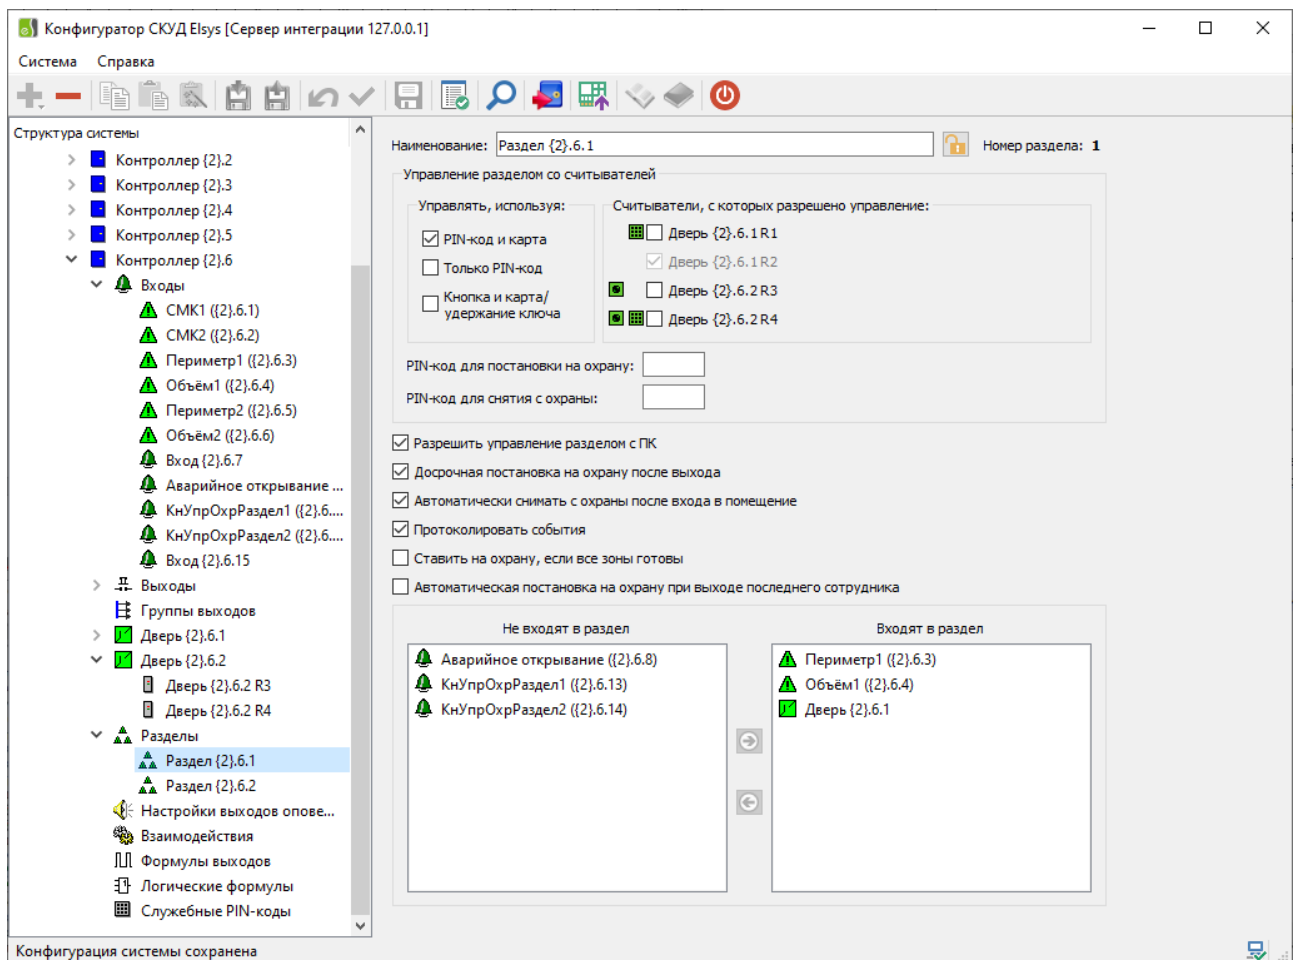 Конфигуратор СКУД Elsys [Сервер интеграции 127.0.0.1]
Система Справка
Структура системы
Контроллер {2}.2
Контроллер {2}.3
Контроллер {2}.4
Контроллер {2}.5
Контроллер {2}.6
Входы
СМК1 ({2}.6.1)
СМК2 ({2}.6.2)
Периметр1 ({2}.6.3)
Объём1 ({2}.6.4)
Периметр2 ({2}.6.5)
Объём2 ({2}.6.6)
Вход {2}.6.7
Аварийное открывание ...
КнУпрОхрРаздел1 ({2}.6....
КнУпрОхрРаздел2 ({2}.6....
Вход {2}.6.15
Выходы
Группы выходов
Дверь {2}.6.1
Дверь {2}.6.2
Дверь {2}.6.2 R3
Дверь {2}.6.2 R4
Разделы
Раздел {2}.6.1
Раздел {2}.6.2
Настройки выходов опове...
Взаимодействия
Формулы выходов
Логические формулы
Служебные PIN-коды
Наименование: Раздел {2}.6.1 Номер раздела: 1
Управление разделом со считывателей
Управлять, используя:
PIN-код и карта
Только PIN-код
Кнопка и карта/
удержание ключа
Считыватели, с которых разрешено управление:
Дверь {2}.6.1 R1
Дверь {2}.6.1 R2
Дверь {2}.6.2 R3
Дверь {2}.6.2 R4
PIN-код для постановки на охрану:
PIN-код для снятия с охраны:
Разрешить управление разделом с ПК
Досрочная постановка на охрану после выхода
Автоматически снимать с охраны после входа в помещение
Протоколировать события
Ставить на охрану, если все зоны готовы
Автоматическая постановка на охрану при выходе последнего сотрудника
Не входят в раздел
Аварийное открывание ({2}.6.8)
КнУпрОхрРаздел1 ({2}.6.13)
КнУпрОхрРаздел2 ({2}.6.14)
Входят в раздел
Периметр1 ({2}.6.3)
Объём1 ({2}.6.4)
Дверь {2}.6.1
Конфигурация системы сохранена